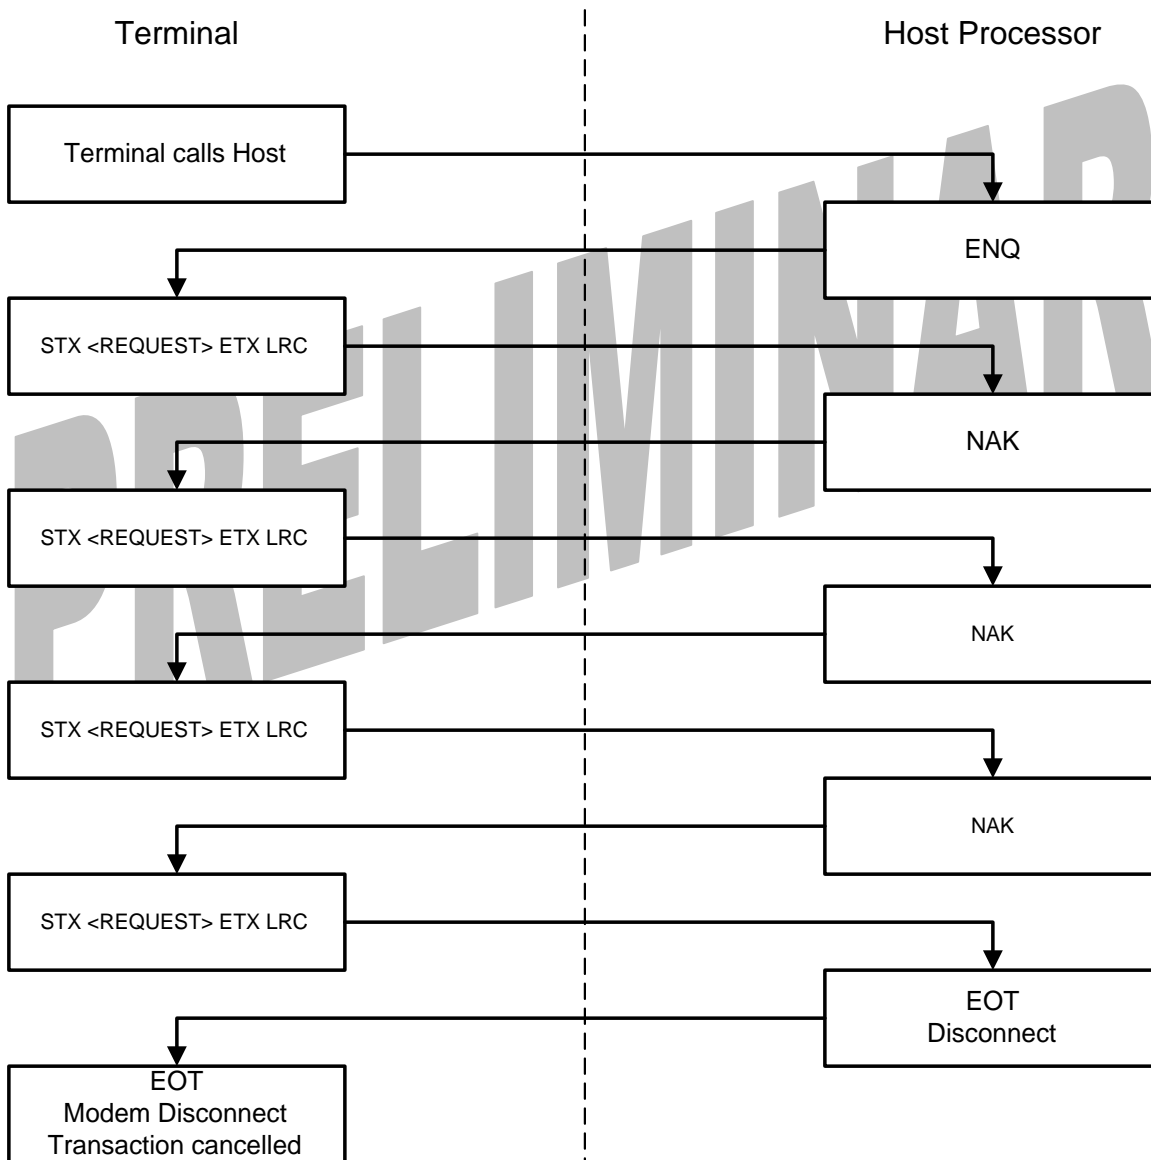 Terminal
Host Processor
Terminal calls Host
ENQ
STX <REQUEST> ETX LRC
NAK
STX <REQUEST> ETX LRC
NAK
STX <REQUEST> ETX LRC
NAK
STX <REQUEST> ETX LRC
EOT
Disconnect
EOT
Modem Disconnect
Transaction cancelled
PRELIMINAR